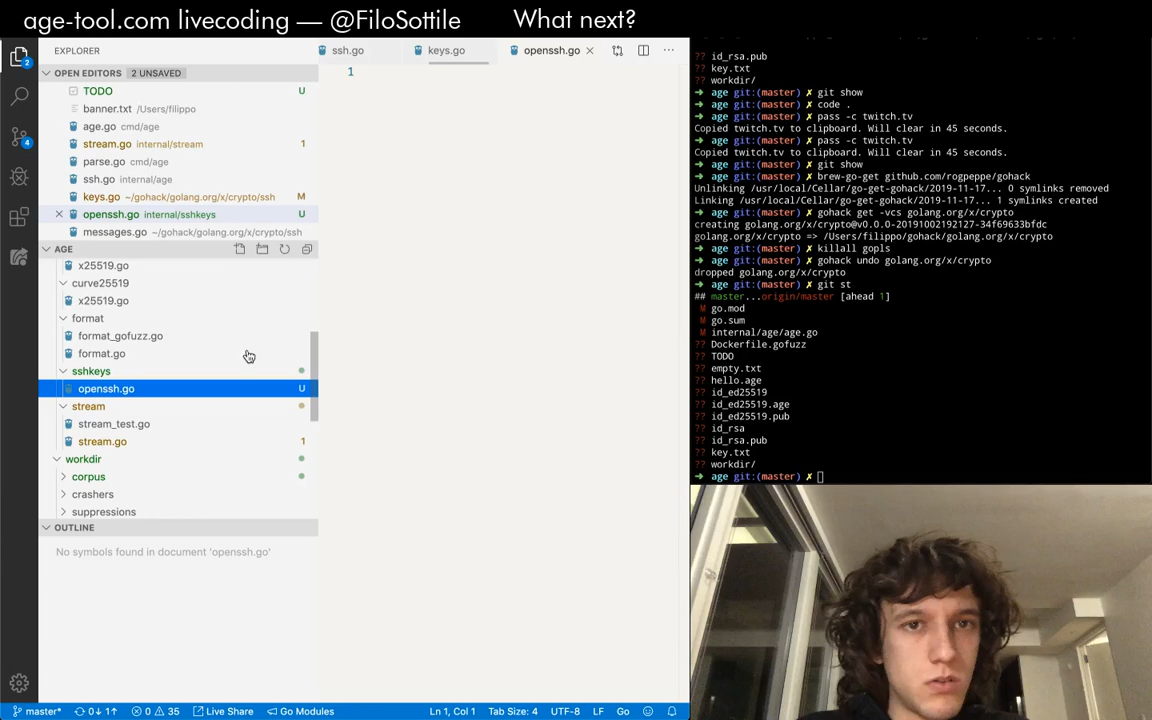 age-tool.com livecoding — @FiloSottile
What next?
EXPLORER
OPEN EDITORS 2 UNSAVED
TODO U
banner.txt /Users/filippo
age.go cmd/age
stream.go internal/stream 1
parse.go cmd/age
ssh.go internal/age
keys.go ~/gohack/golang.org/x/crypto/ssh M
openssh.go internal/sshkeys U
messages.go ~/gohack/golang.org/x/crypto/ssh
AGE
x25519.go
curve25519
x25519.go
format
format_gofuzz.go
format.go
sshkeys
openssh.go U
stream
stream_test.go
stream.go 1
workdir
corpus
crashers
suppressions
OUTLINE
No symbols found in document 'openssh.go'
2
4
ssh.go
keys.go
openssh.go
1
?? id_rsa.pub
?? key.txt
?? workdir/
➜ age git:(master) ✗ git show
➜ age git:(master) ✗ code .
➜ age git:(master) ✗ pass -c twitch.tv
Copied twitch.tv to clipboard. Will clear in 45 seconds.
➜ age git:(master) ✗ pass -c twitch.tv
Copied twitch.tv to clipboard. Will clear in 45 seconds.
➜ age git:(master) ✗ git show
➜ age git:(master) ✗ brew-go-get github.com/rogpeppe/gohack
Unlinking /usr/local/Cellar/go-get-gohack/2019-11-17... 0 symlinks removed
Linking /usr/local/Cellar/go-get-gohack/2019-11-17... 1 symlinks created
➜ age git:(master) ✗ gohack get -vcs golang.org/x/crypto
creating golang.org/x/crypto@v0.0.0-20191002192127-34f69633bfdc
golang.org/x/crypto => /Users/filippo/gohack/golang.org/x/crypto
➜ age git:(master) ✗ killall gopls
➜ age git:(master) ✗ gohack undo golang.org/x/crypto
dropped golang.org/x/crypto
➜ age git:(master) ✗ git st
## master...origin/master [ahead 1]
M go.mod
M go.sum
M internal/age/age.go
?? Dockerfile.gofuzz
?? TODO
?? empty.txt
?? hello.age
?? id_ed25519
?? id_ed25519.age
?? id_ed25519.pub
?? id_rsa
?? id_rsa.pub
?? key.txt
?? workdir/
➜ age git:(master) ✗
master* 0↓ 1↑ 0 35 Live Share Go Modules Ln 1, Col 1 Tab Size: 4 UTF-8 LF Go